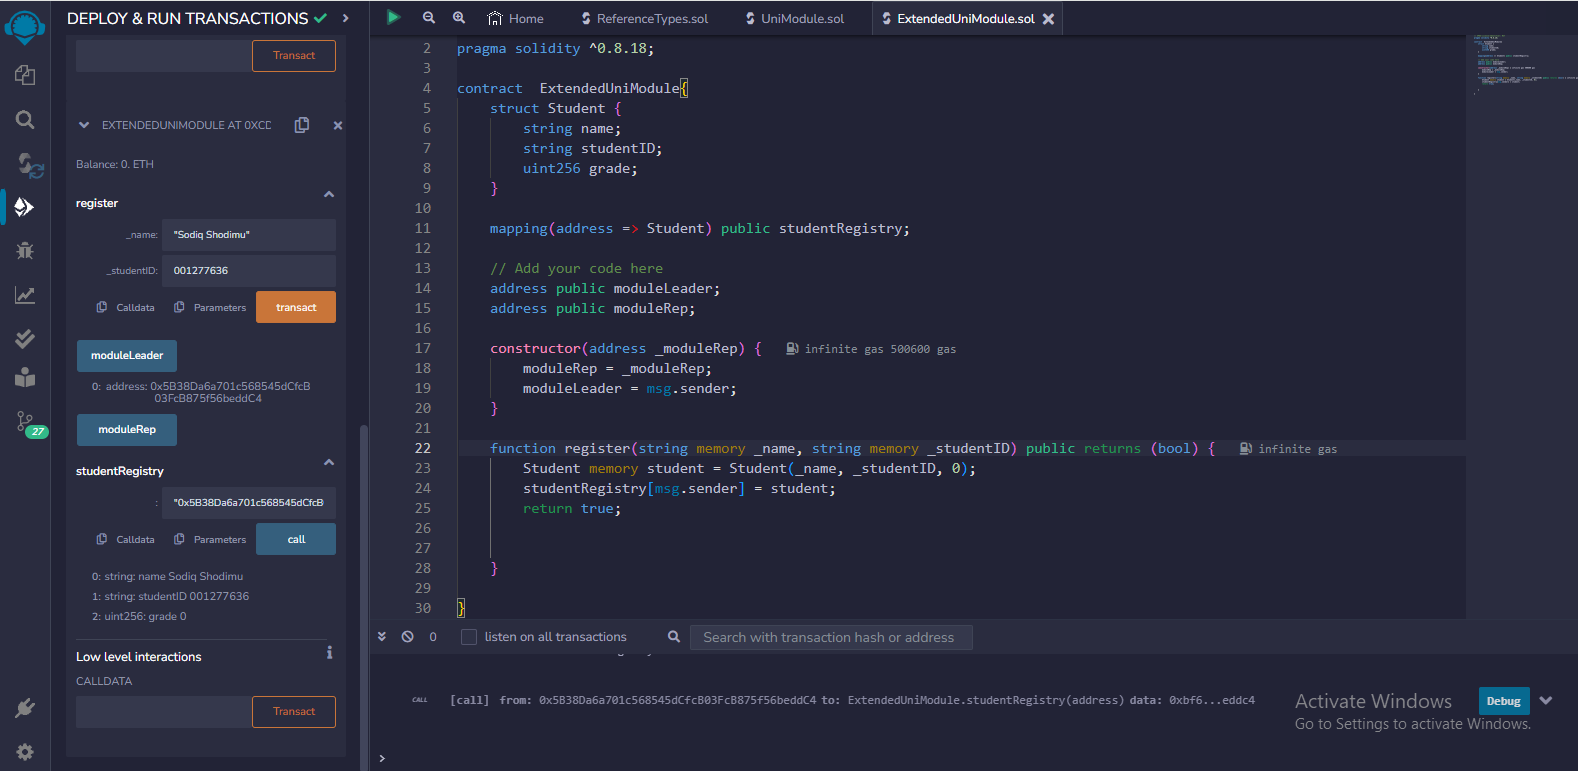 DEPLOY & RUN TRANSACTIONS
Transact
EXTENDEDUNIMODULE AT 0XCD
Balance: 0. ETH
register
_name: "Sodiq Shodimu"
_studentID: 001277636
Calldata Parameters transact
moduleLeader
0: address: 0x5B38Da6a701c568545dCfcB
03FcB875f56beddC4
moduleRep
studentRegistry
: "0x5B38Da6a701c568545dCfcB
Calldata Parameters call
0: string: name Sodiq Shodimu
1: string: studentID 001277636
2: uint256: grade 0
Low level interactions
CALLDATA
Transact
27
Home ReferenceTypes.sol UniModule.sol ExtendedUniModule.sol
2 pragma solidity ^0.8.18;
3
4 contract  ExtendedUniModule{
5 struct Student {
6 string name;
7 string studentID;
8 uint256 grade;
9 }
10
11 mapping(address => Student) public studentRegistry;
12
13 // Add your code here
14 address public moduleLeader;
15 address public moduleRep;
16
17 constructor(address _moduleRep) { infinite gas 500600 gas
18 moduleRep = _moduleRep;
19 moduleLeader = msg.sender;
20 }
21
22 function register(string memory _name, string memory _studentID) public returns (bool) { infinite gas
23 Student memory student = Student(_name, _studentID, 0);
24 studentRegistry[msg.sender] = student;
25 return true;
26
27
28 }
29
30 }
0 listen on all transactions Search with transaction hash or address
CALL [call] from: 0x5B38Da6a701c568545dCfcB03FcB875f56beddC4 to: ExtendedUniModule.studentRegistry(address) data: 0xbf6...eddc4 Debug
Activate Windows
Go to Settings to activate Windows.
>